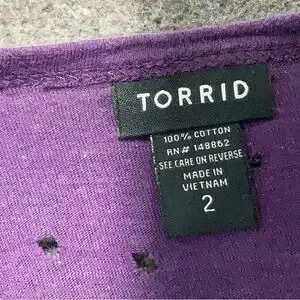 TORRID
100% COTTON
RN# 148862
SEE CARE ON REVERSE
MADE IN
VIETNAM
2